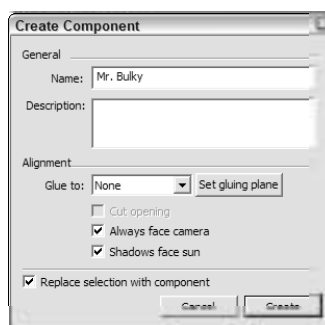 Create Component
General
Name: Mr. Bulky
Description:
Alignment
Glue to: None Set gluing plane
Cut opening
Always face camera
Shadows face sun
Replace selection with component
Cancel Create